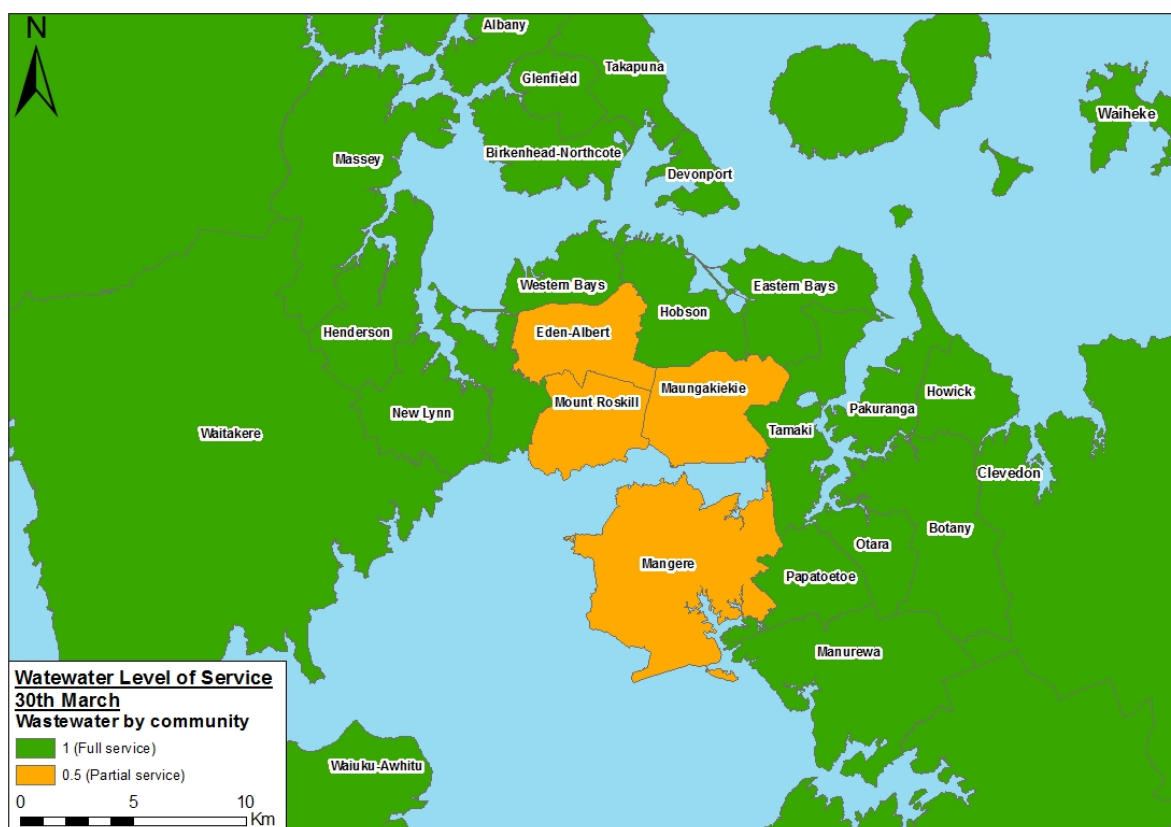 N
Albany
Takapuna
Glenfield
Waiheke
Massey
Birkenhead-Northcote
Devonport
Western Bays
Eastern Bays
Hobson
Henderson
Eden-Albert
Maungakiekie
Howick
Mount Roskill
Pakuranga
New Lynn
Waitakere
Tamaki
Clevedon
Botany
Otara
Mangere
Papatoetoe
Manurewa
Waiuku-Awhitu
Watewater Level of Service
30th March
Wastewater by community
1 (Full service)
0.5 (Partial service)
0 5 10
Km